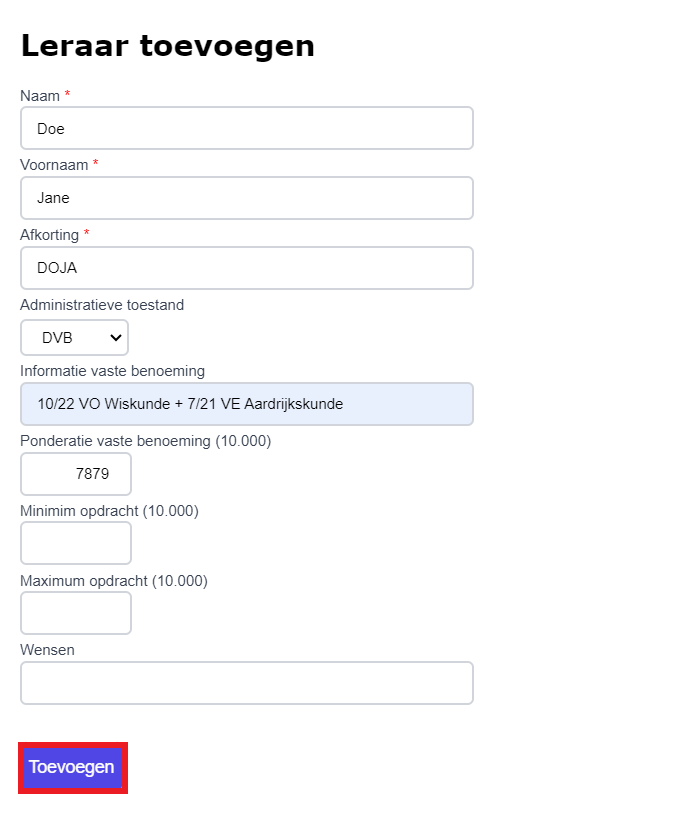 Leraar toevoegen
Naam *
Doe
Voornaam *
Jane
Afkorting *
DOJA
Administratieve toestand
DVB
Informatie vaste benoeming
10/22 VO Wiskunde + 7/21 VE Aardrijkskunde
Ponderatie vaste benoeming (10.000)
7879
Minimim opdracht (10.000)
Maximum opdracht (10.000)
Wensen
Toevoegen